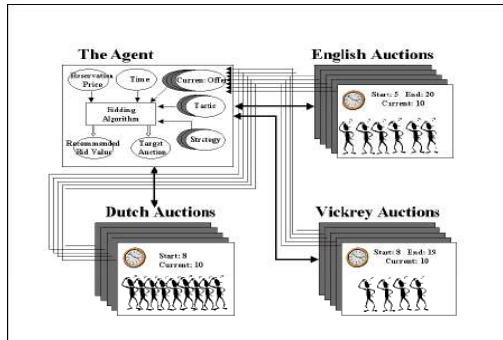 The Agent
Reservation
Price
Time
Current Offer
Bidding
Algorithm
Tactic
Strategy
Recommended
Bid Value
Target
Auction
English Auctions
Start: 5 End: 20
Current: 10
Dutch Auctions
Start: 8
Current: 10
Vickrey Auctions
Start: 8 End: 19
Current: 10